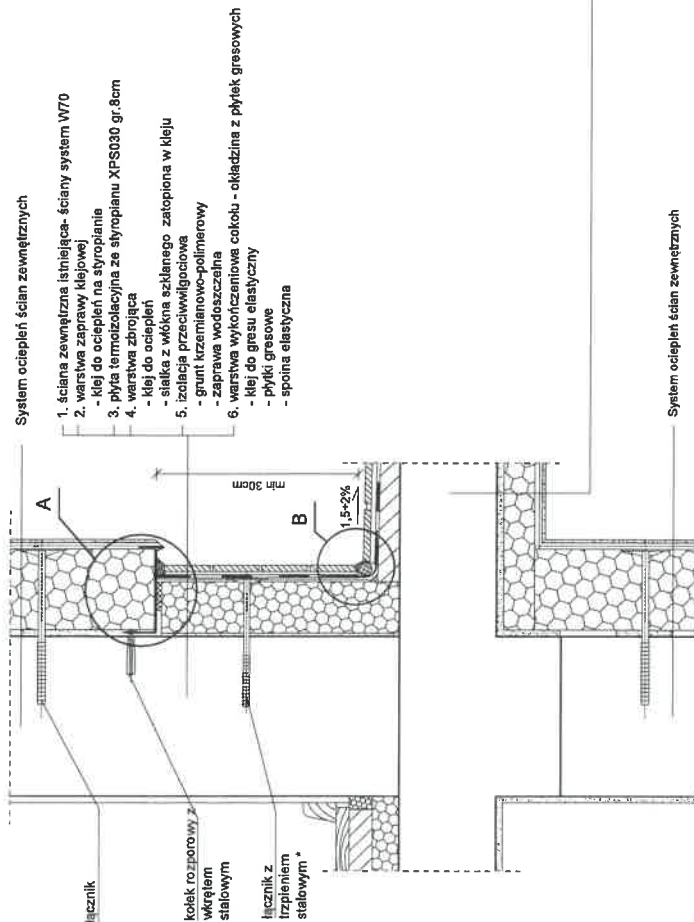 System ociepleń ścian zewnętrznych
1. ściana zewnętrzna istniejąca- ściany system W70
2. warstwa zaprawy klejowej
- klej do ociepleń na styropianie
3. płyta termoizolacyjna ze styropianu XPS030 gr.8cm
4. warstwa zbrojąca
- klej do ociepleń
- siatka z włókna szklanego zatopiona w kleju
5. izolacja przeciwwilgociowa
- grunt krzemianowo-polimerowy
- zaprawa wodoszczelna
6. warstwa wykończeniowa cokołu - okładzina z płytek gresowych
- klej do gresu elastyczny
- płytki gresowe
- spoina elastyczna
A
min 30cm
B
1,5÷2%
łącznik
kołek rozporowy z
wkrętem
stalowym
łącznik z
trzpieniem
stalowym *
System ociepleń ścian zewnętrznych